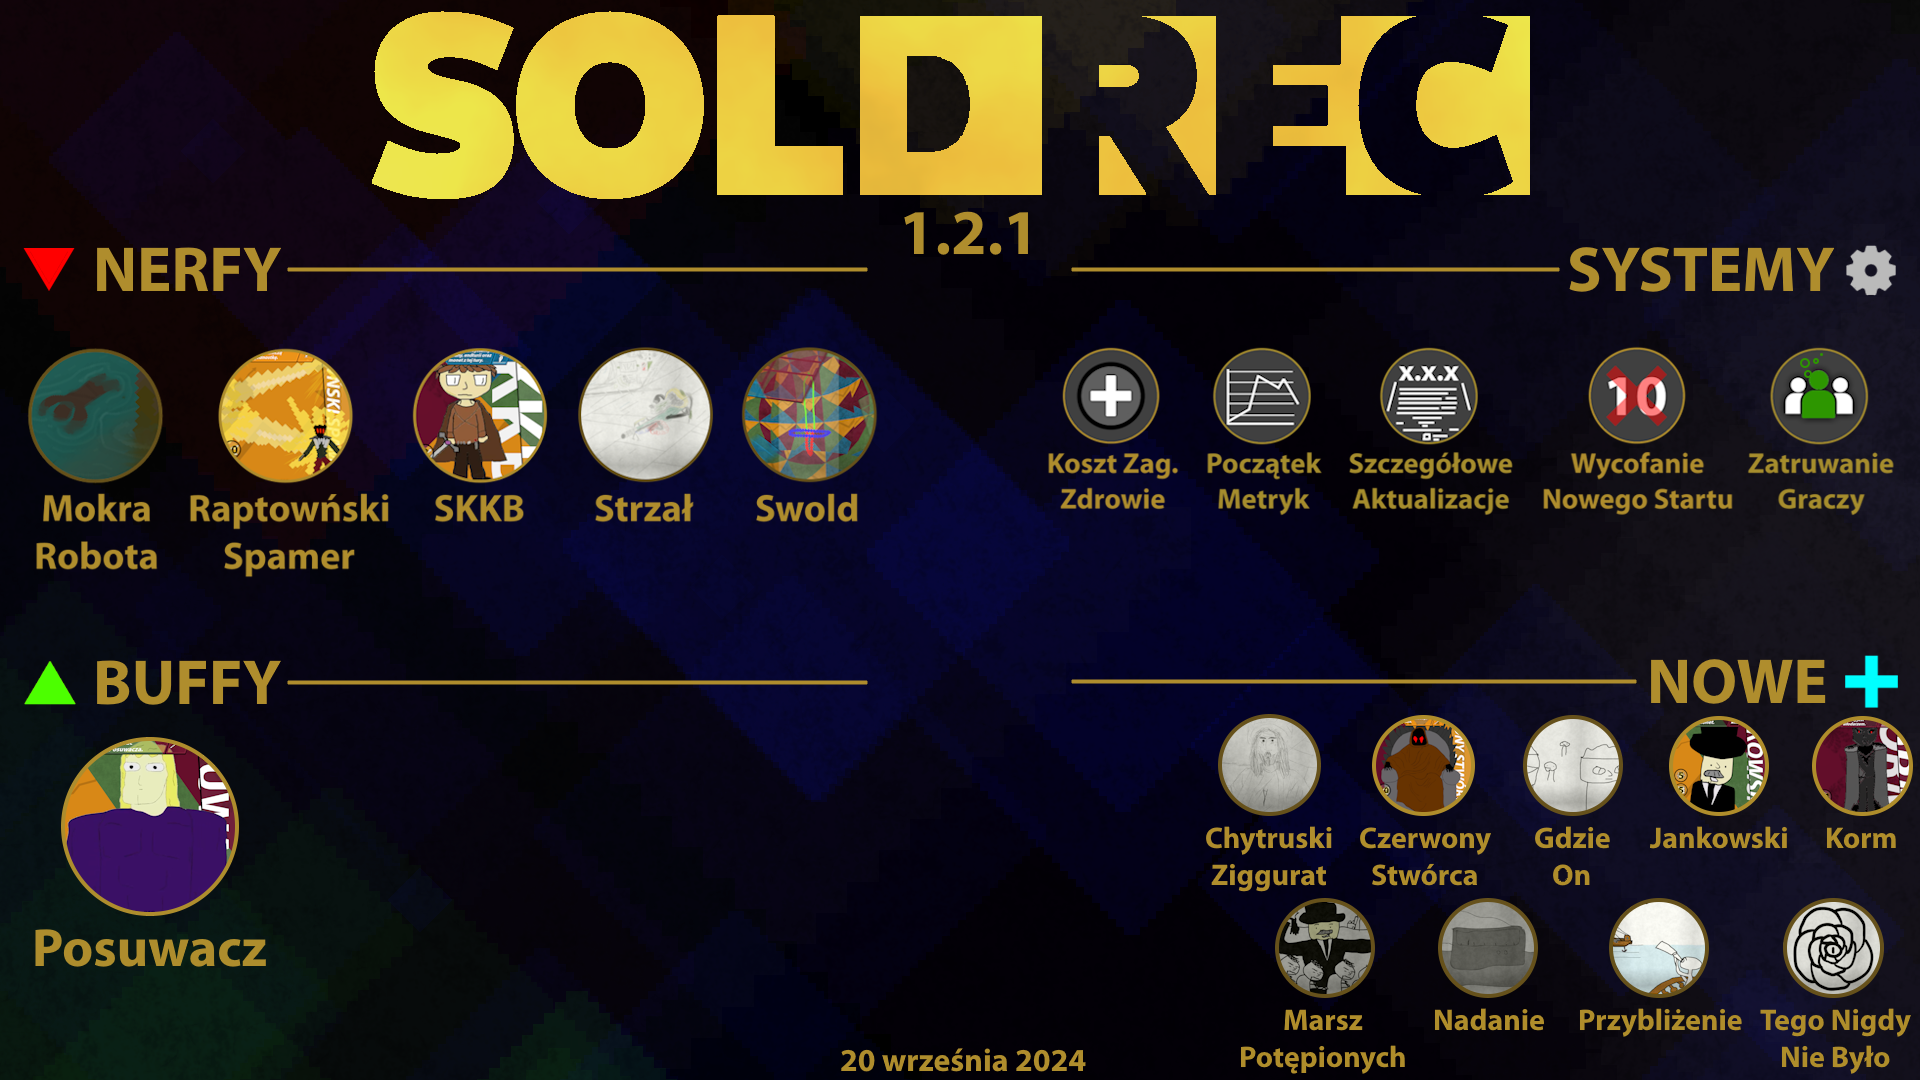 SOLDREC
1.2.1
NERFY
Mokra
Robota
Raptowński
Spamer
SKKB
Strzał
Swold
SYSTEMY
X.X.X
10
Koszt Zag.
Zdrowie
Początek
Metryk
Szczegółowe
Aktualizacje
Wycofanie
Nowego Startu
Zatruwanie
Graczy
BUFFY
Posuwacz
NOWE
Chytruski
Ziggurat
Czerwony
Stwórca
Gdzie
On
Jankowski
Korm
Marsz
Potępionych
Nadanie
Przybliżenie
Tego Nigdy
Nie Było
20 września 2024